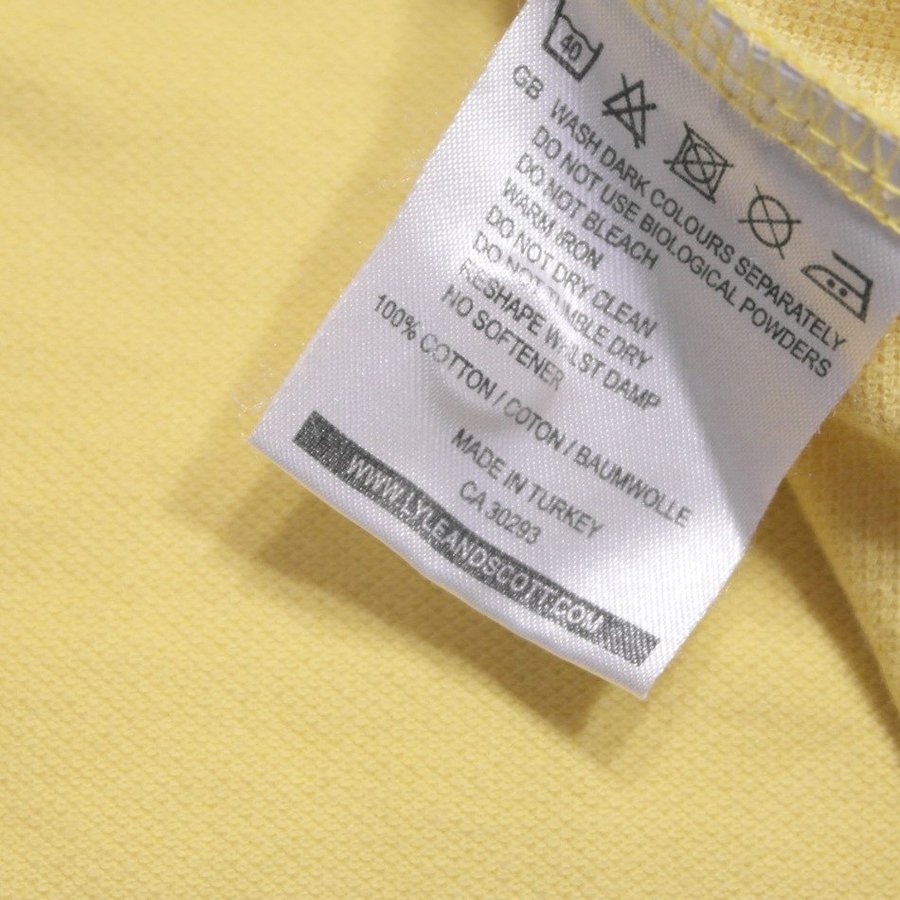 40
GB WASH DARK COLOURS SEPARATELY
DO NOT USE BIOLOGICAL POWDERS
DO NOT BLEACH
WARM IRON
DO NOT DRY CLEAN
DO NOT TUMBLE DRY
RESHAPE WHILST DAMP
NO SOFTENER
100% COTTON / COTON / BAUMWOLLE
MADE IN TURKEY
CA 30293
WWW.LYLEANDSCOTT.COM